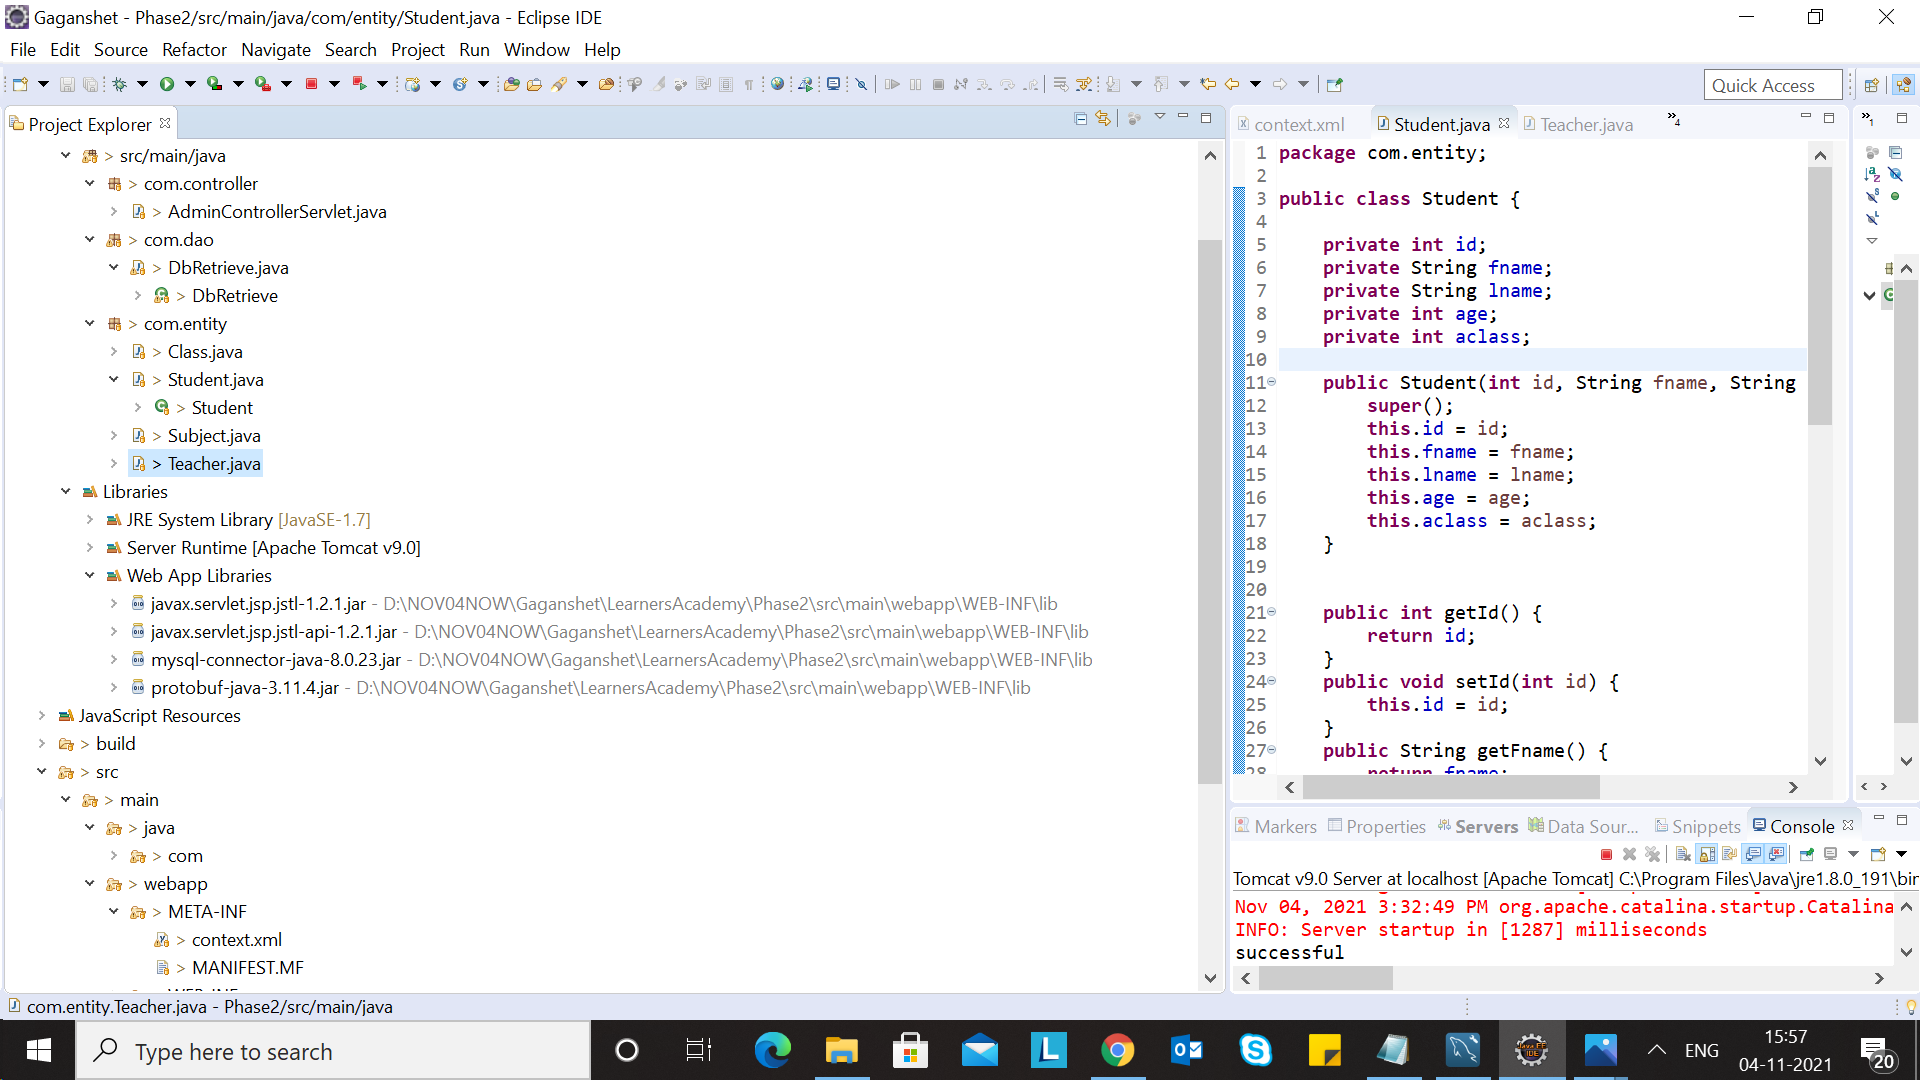 Gaganshet - Phase2/src/main/java/com/entity/Student.java - Eclipse IDE
File Edit Source Refactor Navigate Search Project Run Window Help
Quick Access
Project Explorer
> src/main/java
> com.controller
> AdminControllerServlet.java
> com.dao
> DbRetrieve.java
> DbRetrieve
> com.entity
> Class.java
> Student.java
> Student
> Subject.java
> Teacher.java
Libraries
JRE System Library [JavaSE-1.7]
Server Runtime [Apache Tomcat v9.0]
Web App Libraries
javax.servlet.jsp.jstl-1.2.1.jar - D:\NOV04NOW\Gaganshet\LearnersAcademy\Phase2\src\main\webapp\WEB-INF\lib
javax.servlet.jsp.jstl-api-1.2.1.jar - D:\NOV04NOW\Gaganshet\LearnersAcademy\Phase2\src\main\webapp\WEB-INF\lib
mysql-connector-java-8.0.23.jar - D:\NOV04NOW\Gaganshet\LearnersAcademy\Phase2\src\main\webapp\WEB-INF\lib
protobuf-java-3.11.4.jar - D:\NOV04NOW\Gaganshet\LearnersAcademy\Phase2\src\main\webapp\WEB-INF\lib
JavaScript Resources
> build
> src
> main
> java
> com
> webapp
> META-INF
> context.xml
> MANIFEST.MF
context.xml Student.java Teacher.java »4
»1
1 package com.entity;
2
3 public class Student {
4
5 private int id;
6 private String fname;
7 private String lname;
8 private int age;
9 private int aclass;
10
11 public Student(int id, String fname, String
12 super();
13 this.id = id;
14 this.fname = fname;
15 this.lname = lname;
16 this.age = age;
17 this.aclass = aclass;
18 }
19
20
21 public int getId() {
22 return id;
23 }
24 public void setId(int id) {
25 this.id = id;
26 }
27 public String getFname() {
28 return fname;
Markers Properties Servers Data Sour... Snippets Console
Tomcat v9.0 Server at localhost [Apache Tomcat] C:\Program Files\Java\jre1.8.0_191\bin
Nov 04, 2021 3:32:49 PM org.apache.catalina.startup.Catalina
INFO: Server startup in [1287] milliseconds
successful
com.entity.Teacher.java - Phase2/src/main/java
Type here to search
ENG
15:57
04-11-2021
20